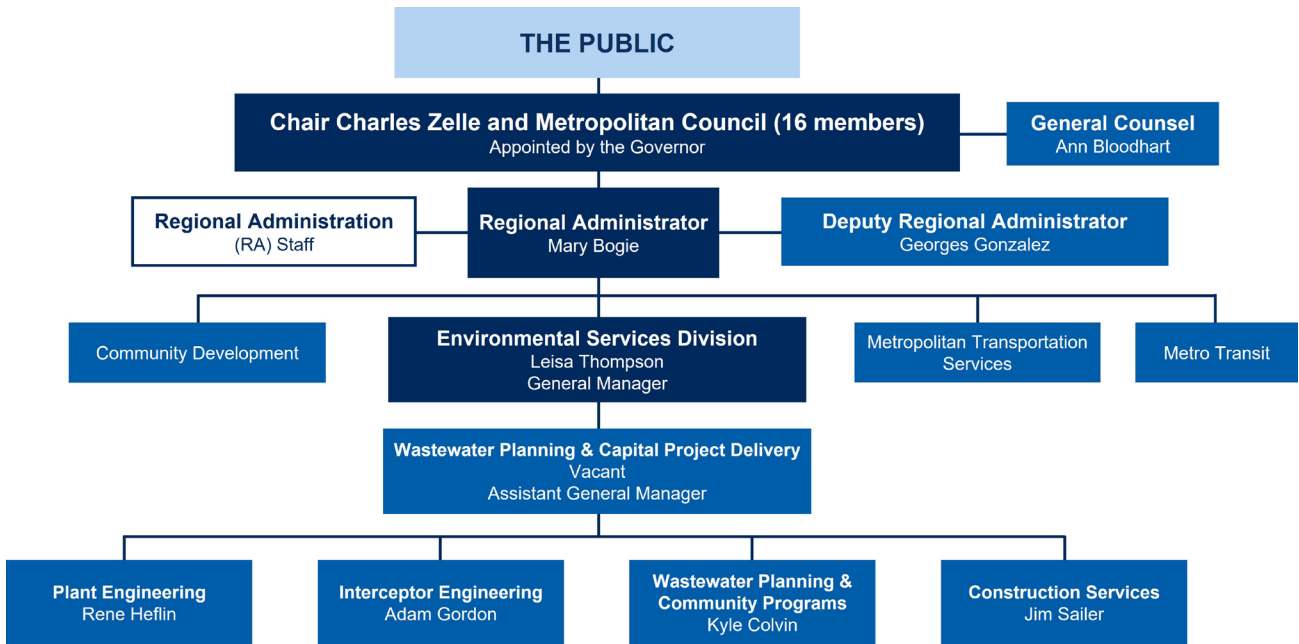 THE PUBLIC
Chair Charles Zelle and Metropolitan Council (16 members)
Appointed by the Governor
General Counsel
Ann Bloodhart
Regional Administration
(RA) Staff
Regional Administrator
Mary Bogie
Deputy Regional Administrator
Georges Gonzalez
Community Development
Environmental Services Division
Leisa Thompson
General Manager
Metropolitan Transportation
Services
Metro Transit
Wastewater Planning & Capital Project Delivery
Vacant
Assistant General Manager
Plant Engineering
Rene Heflin
Interceptor Engineering
Adam Gordon
Wastewater Planning &
Community Programs
Kyle Colvin
Construction Services
Jim Sailer